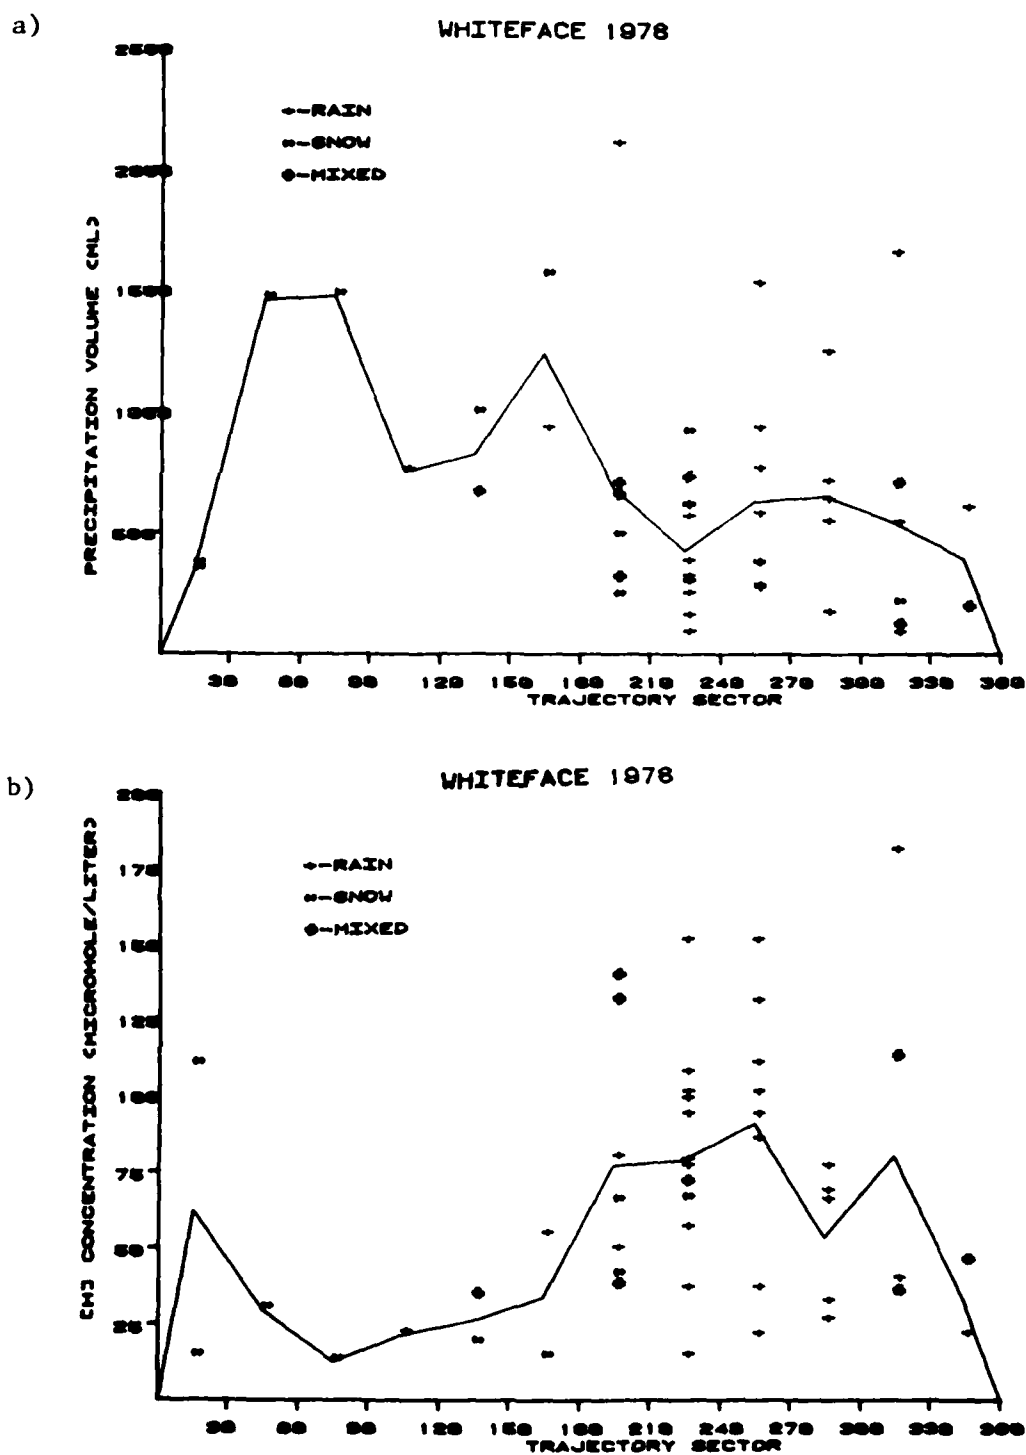 a)
WHITEFACE 1978
2500
2000
1500
1000
500
PRECIPITATION VOLUME (ML)
+-RAIN
×-SNOW
◇-MIXED
30 60 90 120 150 180 210 240 270 300 330 360
TRAJECTORY SECTOR
b)
WHITEFACE 1978
200
175
150
125
100
75
50
25
[H] CONCENTRATION (MICROMOLE/LITER)
+-RAIN
×-SNOW
◇-MIXED
30 60 90 120 150 180 210 240 270 300 330 360
TRAJECTORY SECTOR